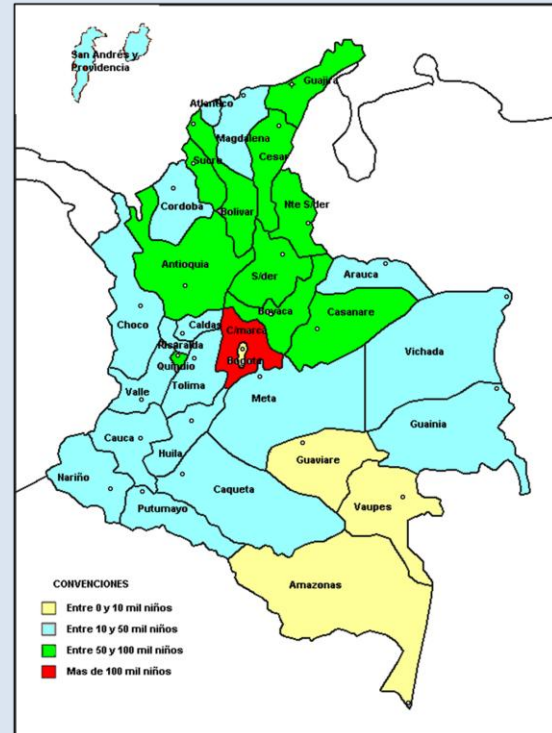 San Andrés y
Providencia
Guajira
Atlantico
Magdalena
Cesar
Sucre
Cordoba
Bolivar
Nte S/der
Antioquia
S/der
Arauca
Boyaca
Casanare
Choco
Caldas
C/marca
Risaralda
Bogota
Vichada
Quindio
Tolima
Valle
Meta
Cauca
Guainia
Huila
Guaviare
Nariño
Caqueta
Vaupes
Putumayo
Amazonas
CONVENCIONES
Entre 0 y 10 mil niños
Entre 10 y 50 mil niños
Entre 50 y 100 mil niños
Mas de 100 mil niños